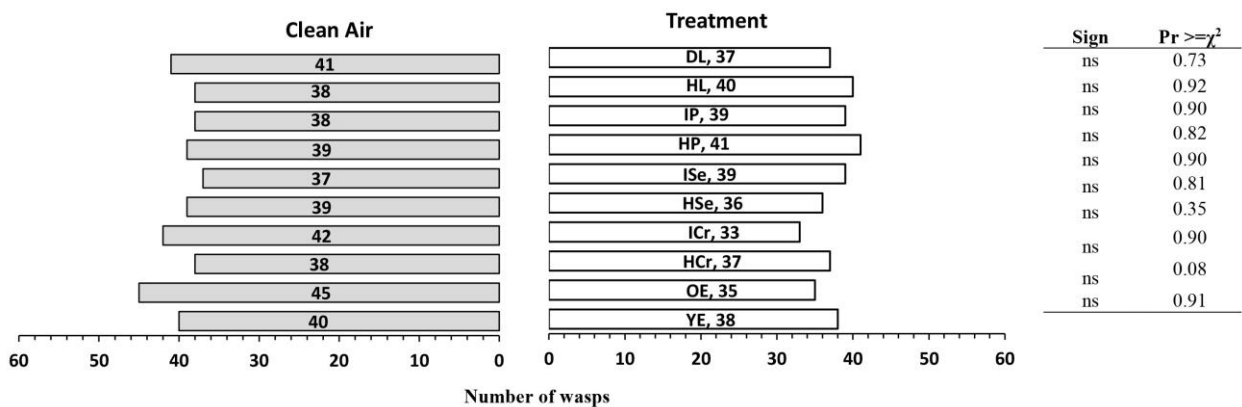 Clean Air
Treatment
Sign Pr >=χ²
41 DL, 37 ns 0.73
38 HL, 40 ns 0.92
38 IP, 39 ns 0.90
39 HP, 41 ns 0.82
37 ISe, 39 ns 0.90
39 HSe, 36 ns 0.81
42 ICr, 33 ns 0.35
38 HCr, 37 ns 0.90
45 OE, 35 ns 0.08
40 YE, 38 ns 0.91
60 40 20 10 0 0 10 20 30 40 50 60
Number of wasps